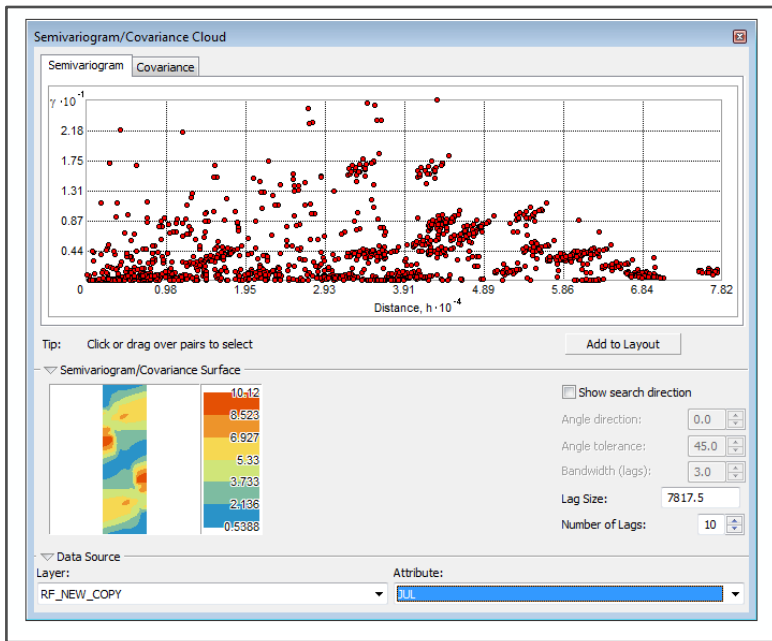 Semivariogram/Covariance Cloud
Semivariogram Covariance
γ·10⁻¹
2.18
1.75
1.31
0.87
0.44
0 0.98 1.95 2.93 3.91 4.89 5.86 6.84 7.82
Distance, h·10⁻⁴
Tip: Click or drag over pairs to select Add to Layout
Semivariogram/Covariance Surface
10.12
8.523
6.927
5.33
3.733
2.136
0.5388
Show search direction
Angle direction: 0.0
Angle tolerance: 45.0
Bandwidth (lags): 3.0
Lag Size: 7817.5
Number of Lags: 10
Data Source
Layer: Attribute:
RF_NEW_COPY JUL